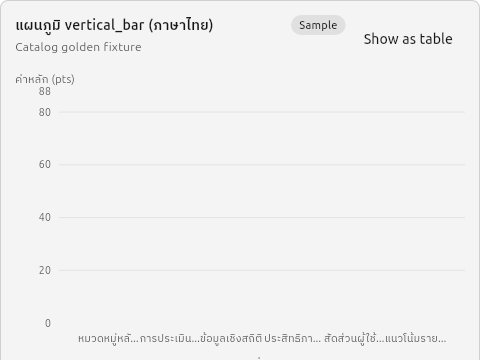 แผนภูมิ vertical_bar (ภาษาไทย)
Sample
Show as table
Catalog golden fixture
ค่าหลัก (pts)
88
80
60
40
20
0
หมวดหมู่หลั... การประเมิน... ข้อมูลเชิงสถิติ ประสิทธิภา... สัดส่วนผู้ใช้... แนวโน้มราย...